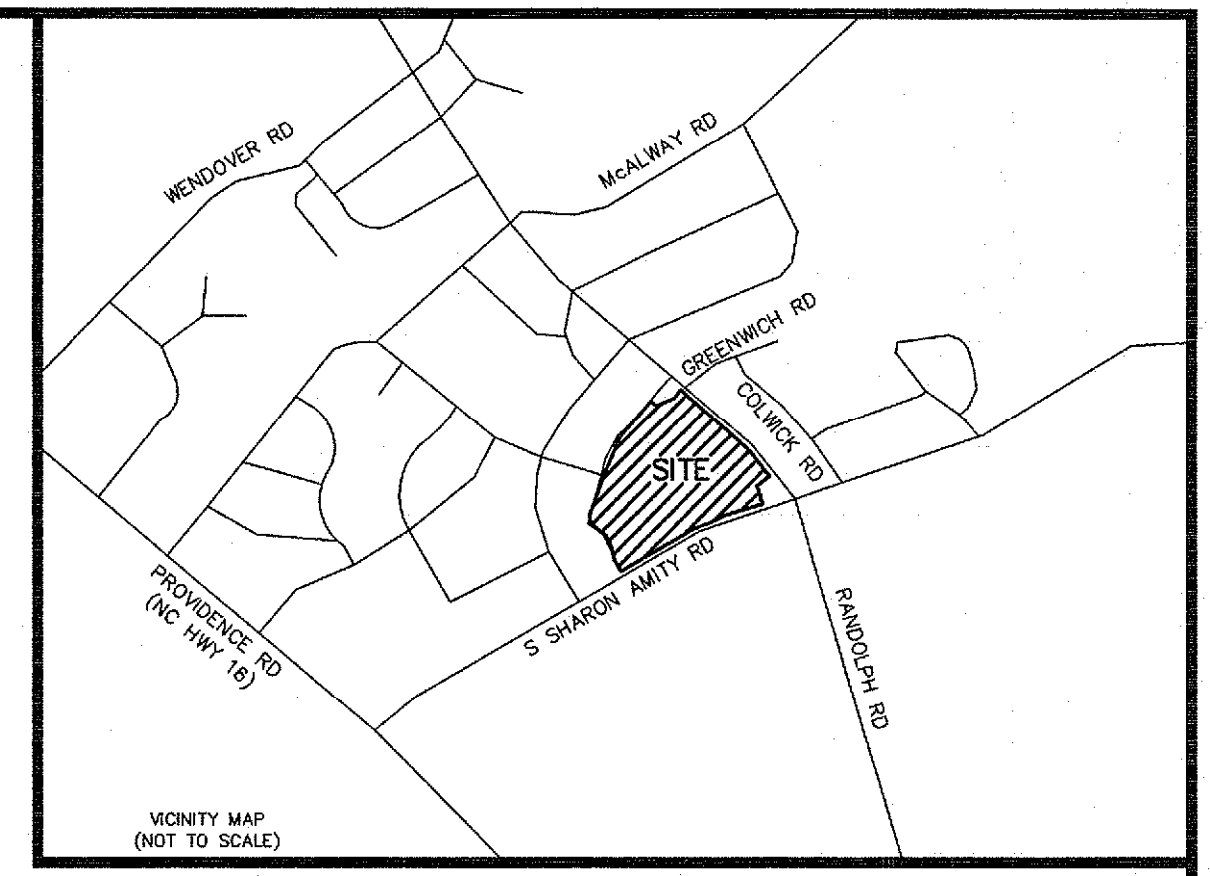 WENDOVER RD
McALWAY RD
GREENWICH RD
COLWICK RD
SITE
S SHARON AMITY RD
PROVIDENCE RD
(NC HWY 16)
RANDOLPH RD
VICINITY MAP
(NOT TO SCALE)